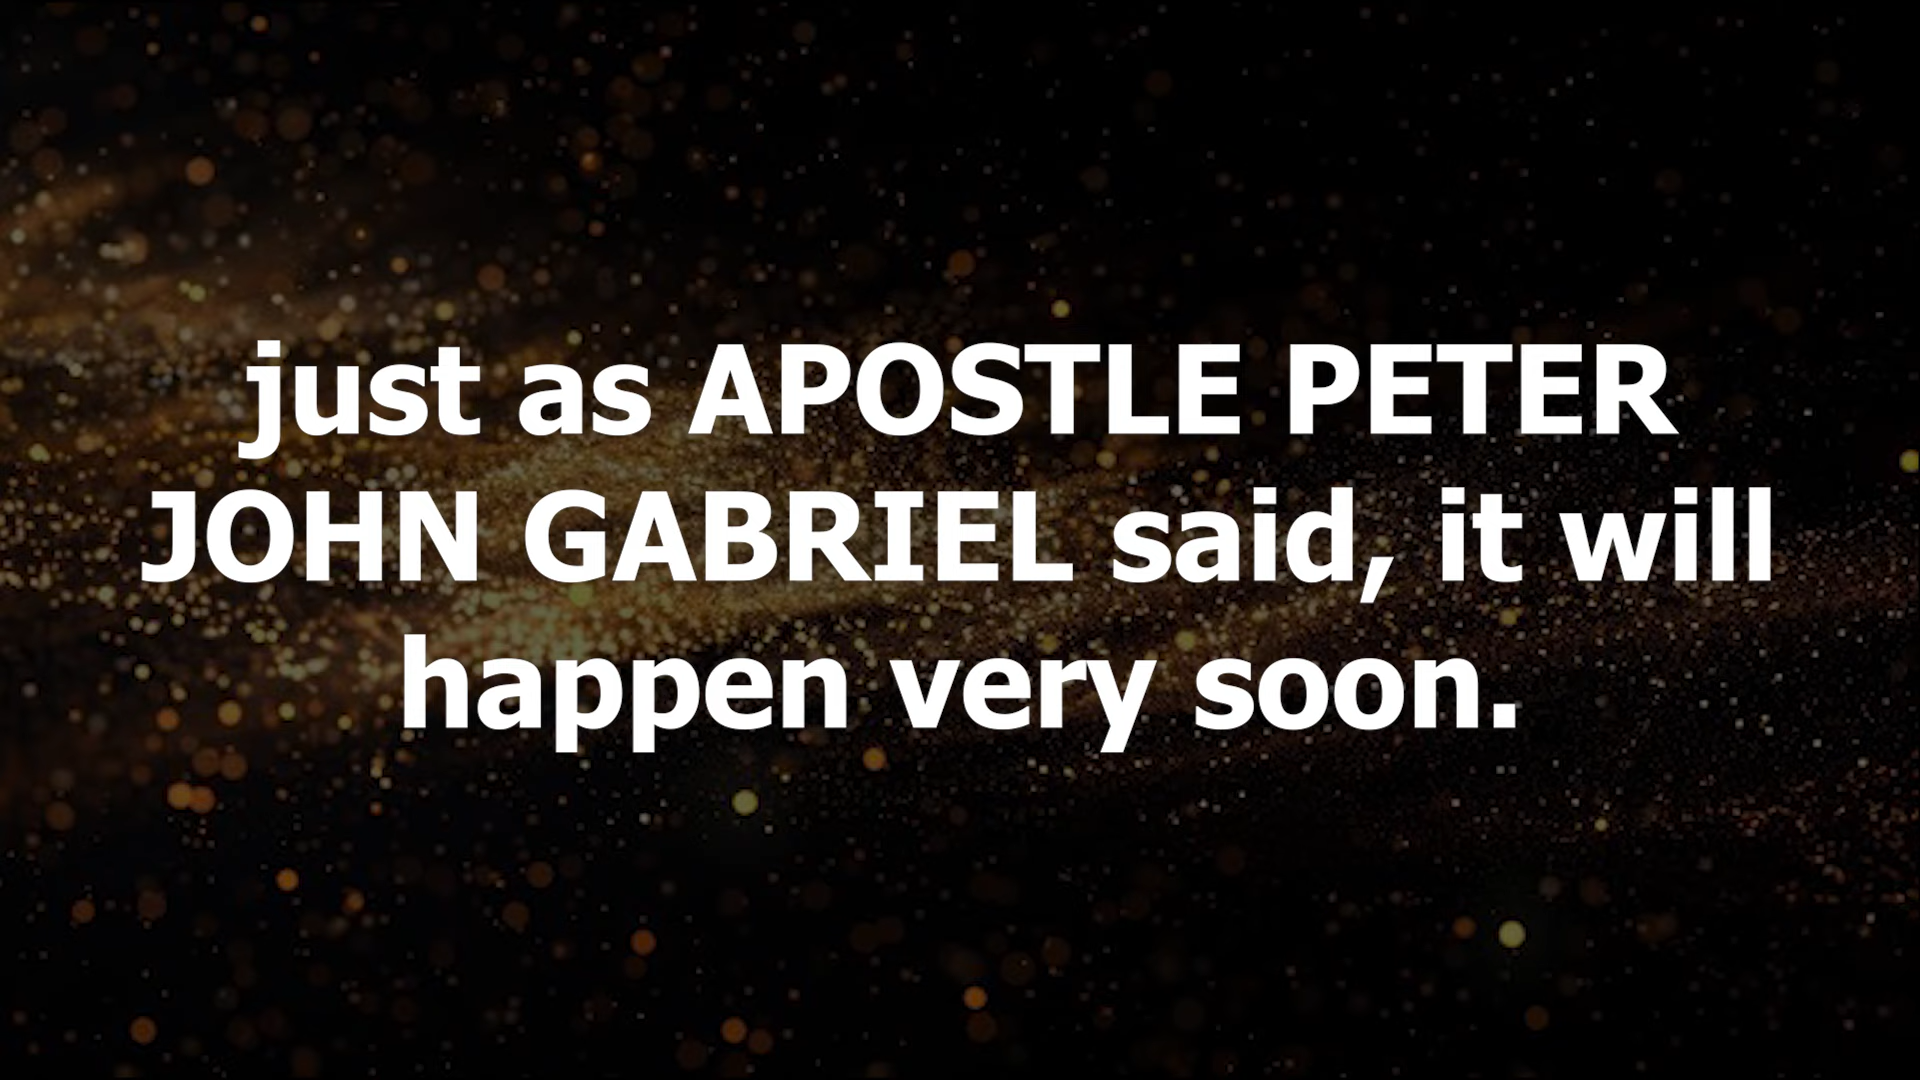 just as APOSTLE PETER
JOHN GABRIEL said, it will
happen very soon.